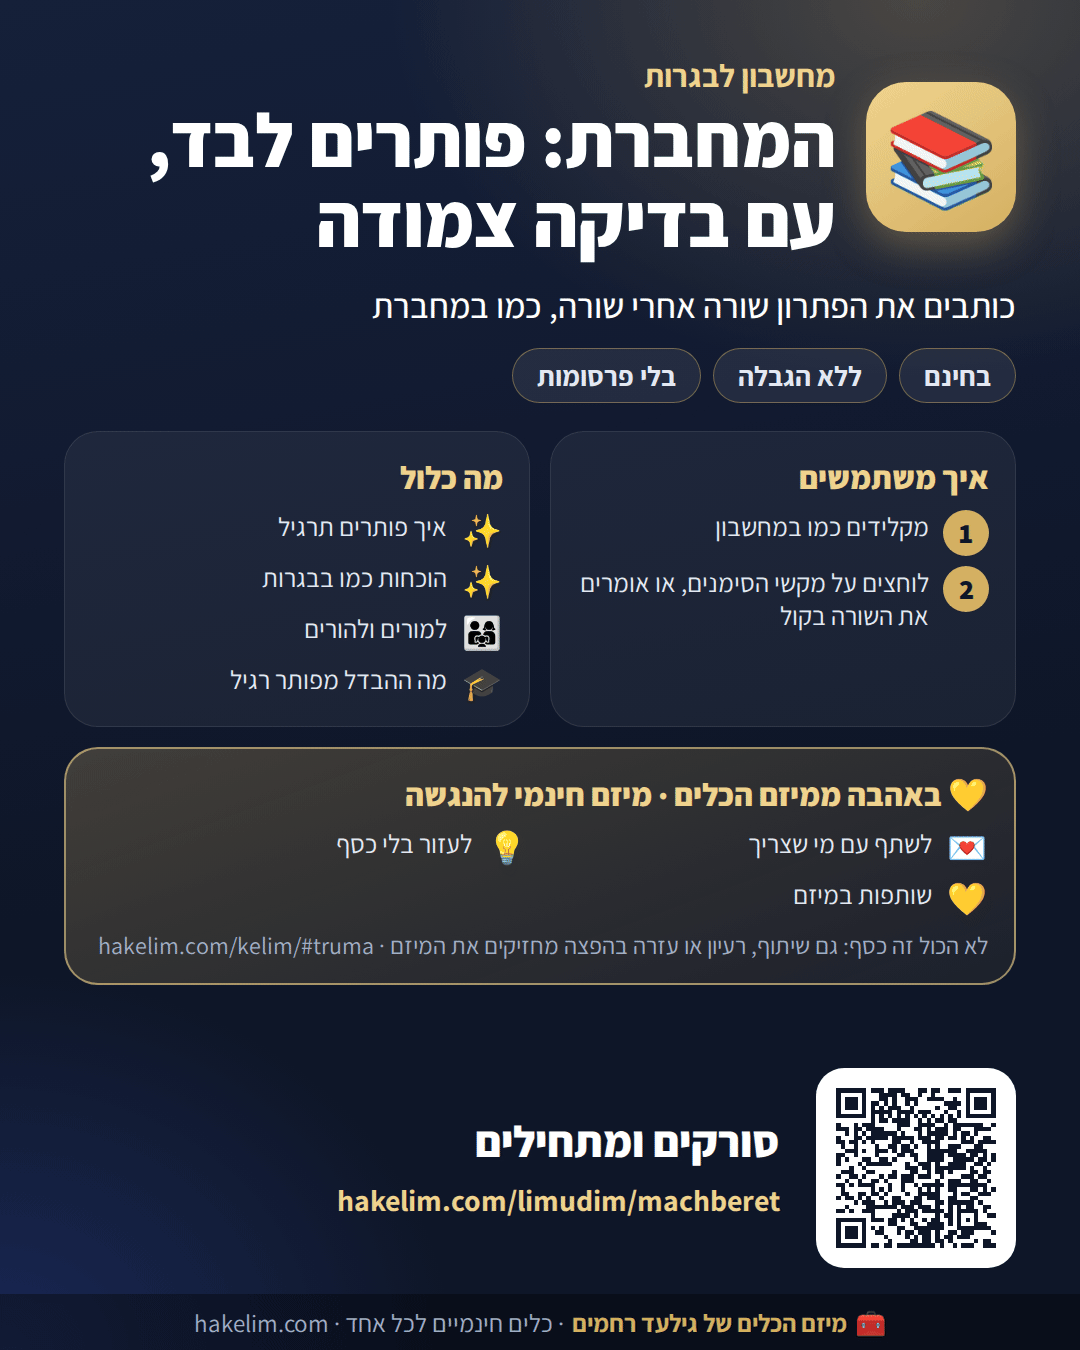 מחשבון לבגרות
המחברת: פותרים לבד,
עם בדיקה צמודה
כותבים את הפתרון שורה אחרי שורה, כמו במחברת
בחינם
ללא הגבלה
בלי פרסומות
איך משתמשים
1 מקלידים כמו במחשבון
2 לוחצים על מקשי הסימנים, או אומרים
את השורה בקול
מה כלול
איך פותרים תרגיל
הוכחות כמו בבגרות
למורים ולהורים
מה ההבדל מפותר רגיל
באהבה ממיזם הכלים · מיזם חינמי להנגשה
לשתף עם מי שצריך
לעזור בלי כסף
שותפות במיזם
לא הכול זה כסף: גם שיתוף, רעיון או עזרה בהפצה מחזיקים את המיזם · hakelim.com/kelim/#truma
סורקים ומתחילים
hakelim.com/limudim/machberet
מיזם הכלים של גילעד רחמים · כלים חינמיים לכל אחד · hakelim.com